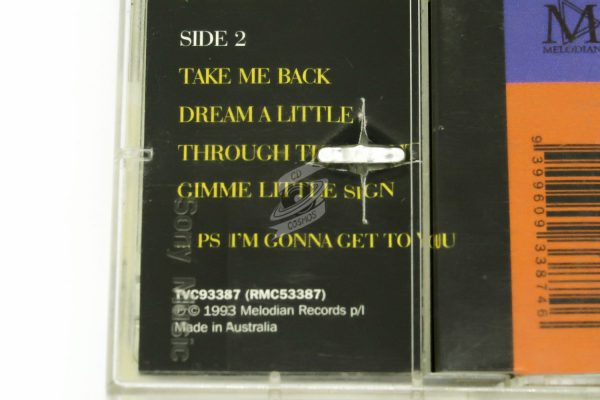 SIDE 2
TAKE ME BACK
DREAM A LITTLE
THROUGH
GIMME LITTLE SIGN
PS I'M GONNA GET TO YOU
TVC93387 (RMC53387)
℗ © 1993 Melodian Records p/l
Made in Australia
Sony Music
CD
COSMOS
M
MELODIAN
9 399609 338746